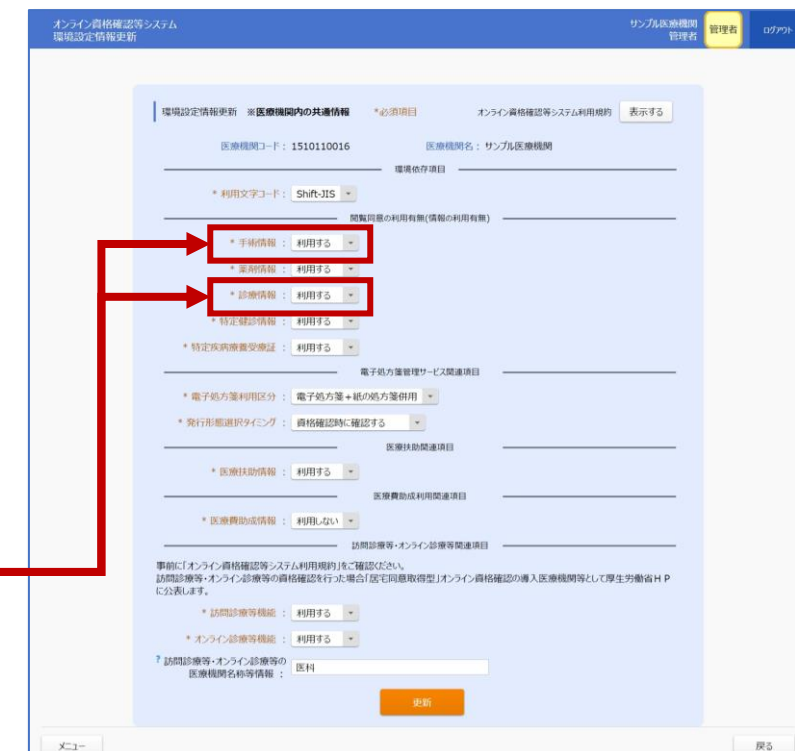 オンライン資格確認等システム
環境設定情報更新
サンプル医療機関
管理者
管理者
ログアウト
環境設定情報更新 ※医療機関内の共通情報 *必須項目 オンライン資格確認等システム利用規約 表示する
医療機関コード： 1510110016 医療機関名： サンプル医療機関
環境依存項目
* 利用文字コード： Shift-JIS
閲覧同意の利用有無(情報の利用有無)
* 手術情報 ： 利用する
* 薬剤情報 ： 利用する
* 診療情報 ： 利用する
* 特定健診情報 ： 利用する
* 特定疾病療養受療証 ： 利用する
電子処方箋管理サービス関連項目
* 電子処方箋利用区分 ： 電子処方箋+紙の処方箋併用
* 発行形態選択タイミング ： 資格確認時に確認する
医療扶助関連項目
* 医療扶助情報 ： 利用する
医療費助成利用関連項目
* 医療費助成情報 ： 利用しない
訪問診療等・オンライン診療等関連項目
事前に「オンライン資格確認等システム利用規約」をご確認ください。
訪問診療等・オンライン診療等の資格確認を行った場合「居宅同意取得型」オンライン資格確認の導入医療機関等として厚生労働省ＨＰ
に公表します。
* 訪問診療等機能 ： 利用する
* オンライン診療等機能 ： 利用する
? 訪問診療等・オンライン診療等の
医療機関名称等情報 ： 医科
更新
メニュー
戻る